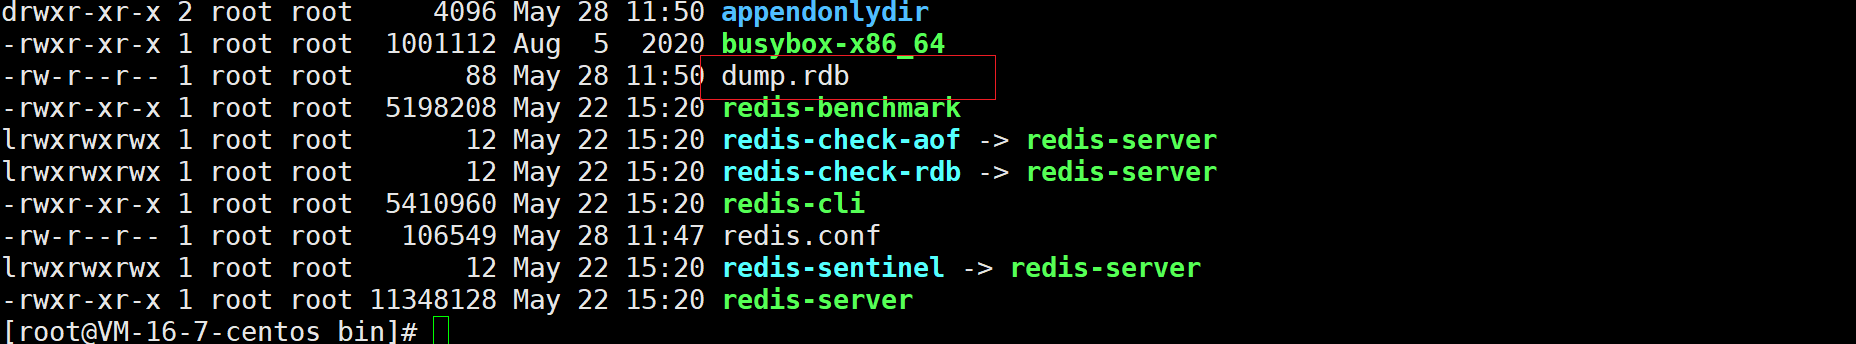 drwxr-xr-x 2 root root     4096 May 28 11:50 appendonlydir
-rwxr-xr-x 1 root root  1001112 Aug  5  2020 busybox-x86_64
-rw-r--r-- 1 root root       88 May 28 11:50 dump.rdb
-rwxr-xr-x 1 root root  5198208 May 22 15:20 redis-benchmark
lrwxrwxrwx 1 root root       12 May 22 15:20 redis-check-aof -> redis-server
lrwxrwxrwx 1 root root       12 May 22 15:20 redis-check-rdb -> redis-server
-rwxr-xr-x 1 root root  5410960 May 22 15:20 redis-cli
-rw-r--r-- 1 root root   106549 May 28 11:47 redis.conf
lrwxrwxrwx 1 root root       12 May 22 15:20 redis-sentinel -> redis-server
-rwxr-xr-x 1 root root 11348128 May 22 15:20 redis-server
[root@VM-16-7-centos bin]#